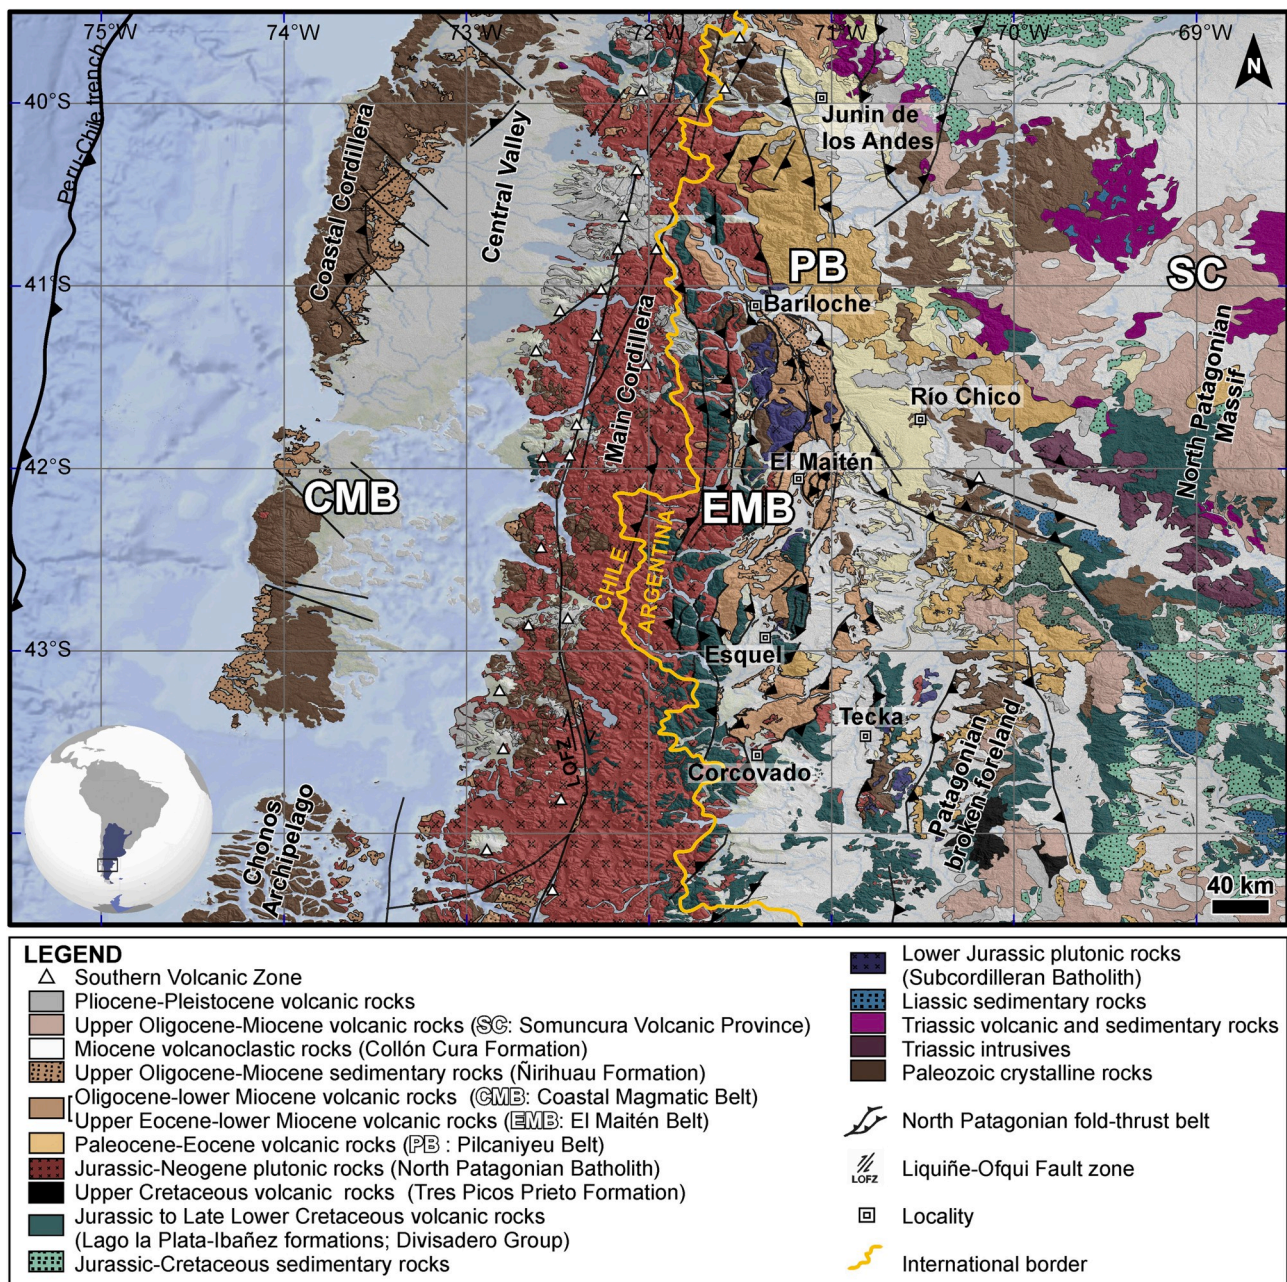 75°W
74°W
73°W
72°W
71°W
70°W
69°W
N
40°S
41°S
42°S
43°S
Peru-Chile trench
Coastal Cordillera
Central Valley
Junin de
los Andes
PB
SC
Bariloche
Main Cordillera
Río Chico
North Patagonian
Massif
El Maitén
CMB
EMB
CHILE
ARGENTINA
Esquel
Tecka
LOFZ
Corcovado
Patagonian
broken foreland
Chonos
Archipelago
40 km
LEGEND
Southern Volcanic Zone
Pliocene-Pleistocene volcanic rocks
Upper Oligocene-Miocene volcanic rocks (SC: Somuncura Volcanic Province)
Miocene volcanoclastic rocks (Collón Cura Formation)
Upper Oligocene-Miocene sedimentary rocks (Ñirihuau Formation)
Oligocene-lower Miocene volcanic rocks (CMB: Coastal Magmatic Belt)
Upper Eocene-lower Miocene volcanic rocks (EMB: El Maitén Belt)
Paleocene-Eocene volcanic rocks (PB : Pilcaniyeu Belt)
Jurassic-Neogene plutonic rocks (North Patagonian Batholith)
Upper Cretaceous volcanic rocks (Tres Picos Prieto Formation)
Jurassic to Late Lower Cretaceous volcanic rocks
(Lago la Plata-Ibañez formations; Divisadero Group)
Jurassic-Cretaceous sedimentary rocks
Lower Jurassic plutonic rocks
(Subcordilleran Batholith)
Liassic sedimentary rocks
Triassic volcanic and sedimentary rocks
Triassic intrusives
Paleozoic crystalline rocks
North Patagonian fold-thrust belt
LOFZ
Liquiñe-Ofqui Fault zone
Locality
International border